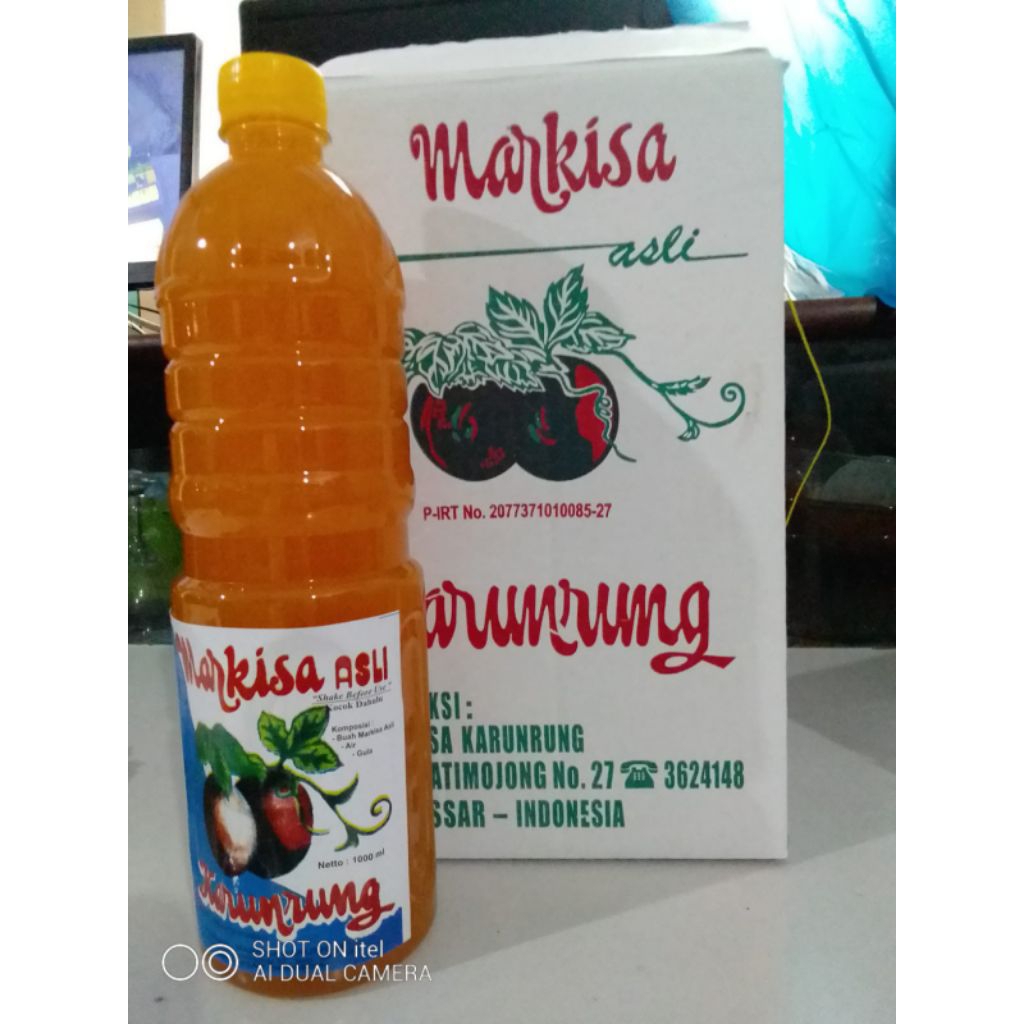 Markisa
asli
P-IRT No. 2077371010085-27
arunrung
KSI :
SA KARUNRUNG
ATIMOJONG No. 27 ☎ 3624148
SSAR – INDONESIA
Markisa ASLI
"Shake Before Use"
Kocok Dahulu
Komposisi :
- Buah Markisa Asli
- Air
- Gula
Netto : 1000 ml
Karunrung
SHOT ON itel
AI DUAL CAMERA